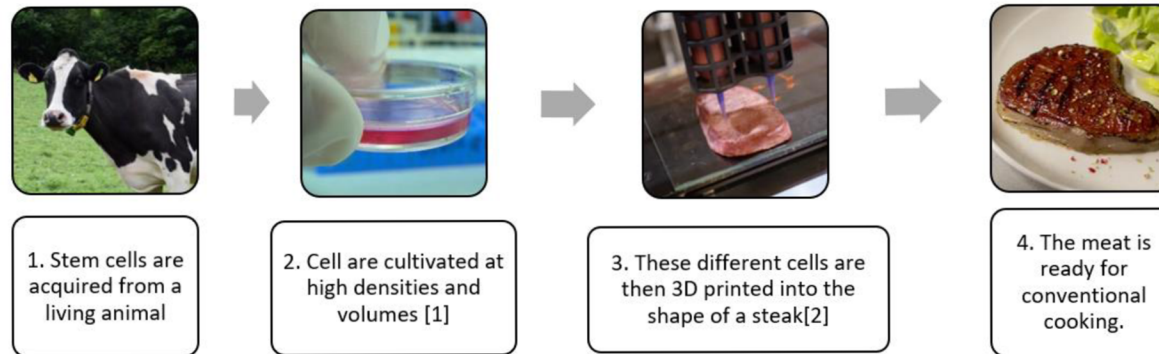 1. Stem cells are
acquired from a
living animal
2. Cell are cultivated at
high densities and
volumes [1]
3. These different cells are
then 3D printed into the
shape of a steak[2]
4. The meat is
ready for
conventional
cooking.